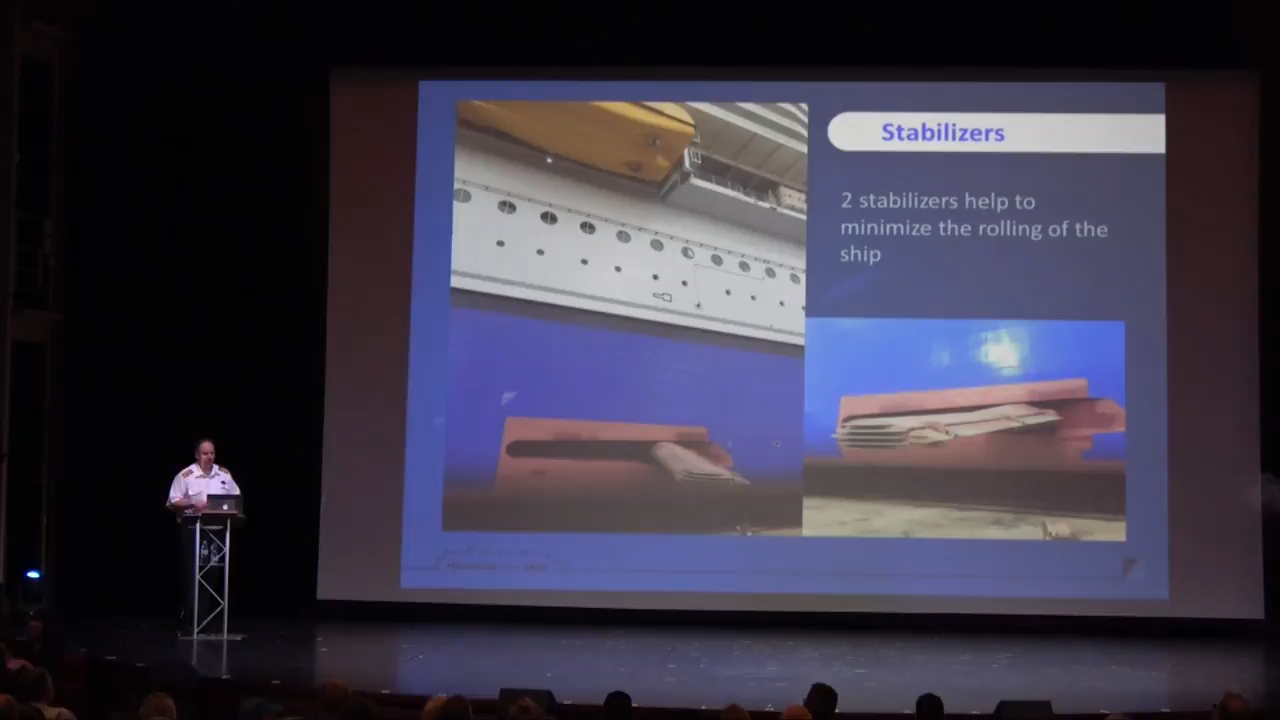 Stabilizers
2 stabilizers help to
minimize the rolling of the
ship